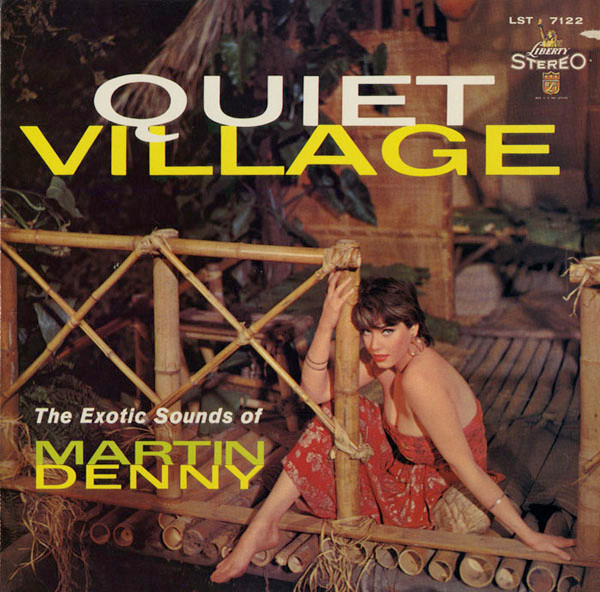 LST 7122
LIBERTY
STEREO
QUIET
VILLAGE
The Exotic Sounds of
MARTIN
DENNY